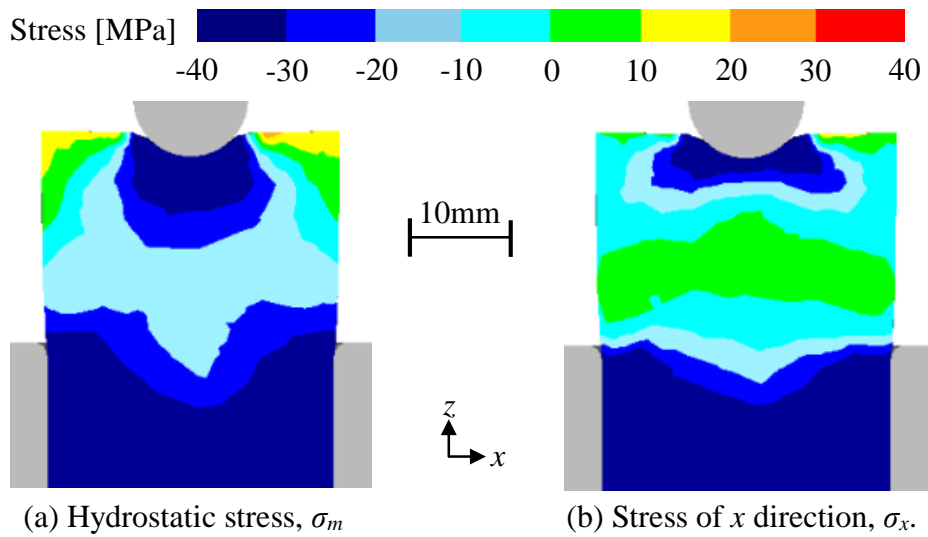 Stress [MPa]
-40 -30 -20 -10 0 10 20 30 40
10mm
z
x
(a) Hydrostatic stress, σm
(b) Stress of x direction, σx.